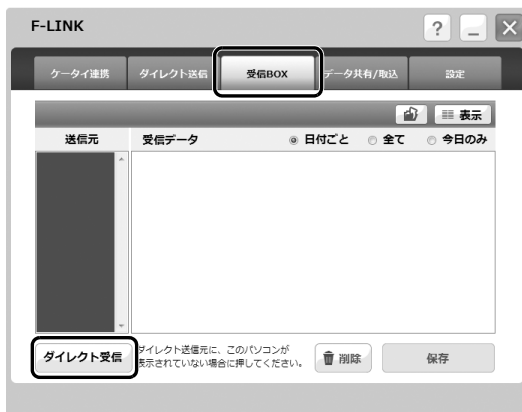 F-LINK
?
ケータイ連携 ダイレクト送信 受信BOX データ共有/取込 設定
表示
送信元 受信データ 日付ごと 全て 今日のみ
ダイレクト受信
ダイレクト送信元に、このパソコンが
表示されていない場合に押してください。
削除 保存